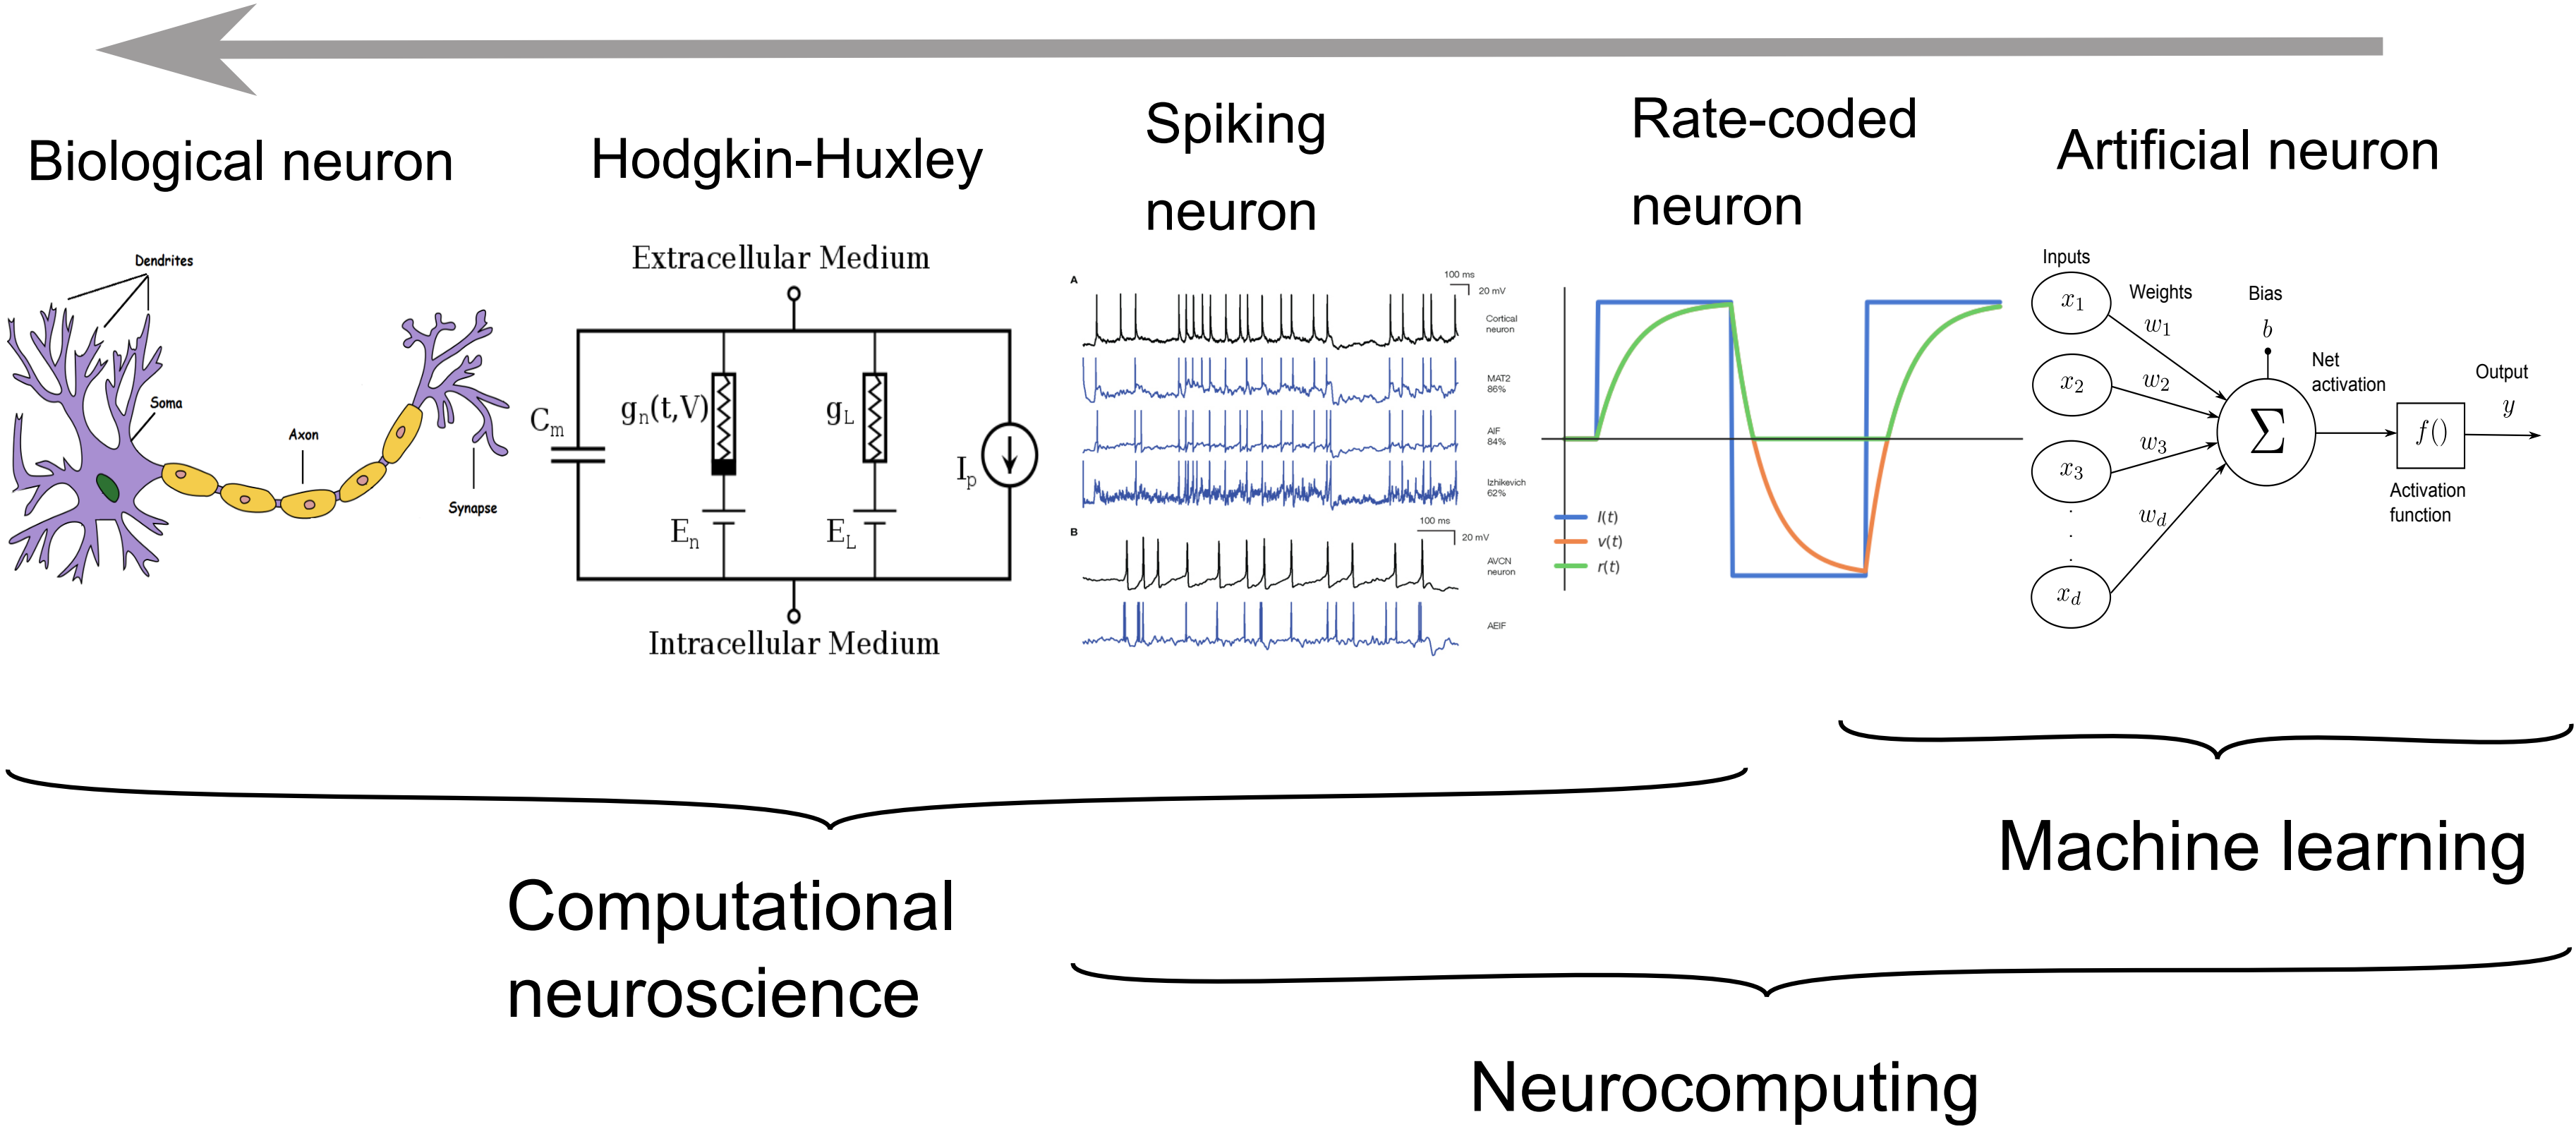 Biological neuron
Hodgkin-Huxley
Spiking
neuron
Rate-coded
neuron
Artificial neuron
Dendrites
Soma
Axon
Synapse
Extracellular Medium
Cm
gn(t,V)
gL
Ip
En
EL
Intracellular Medium
A
100 ms
20 mV
Cortical
neuron
MAT2
86%
AIF
84%
Izhikevich
62%
B
100 ms
20 mV
AVCN
neuron
AEIF
I(t)
v(t)
r(t)
Inputs
x1
x2
x3
.
.
.
xd
Weights
w1
w2
w3
wd
Bias
b
Σ
Net
activation
f()
Activation
function
Output
y
Machine learning
Computational
neuroscience
Neurocomputing